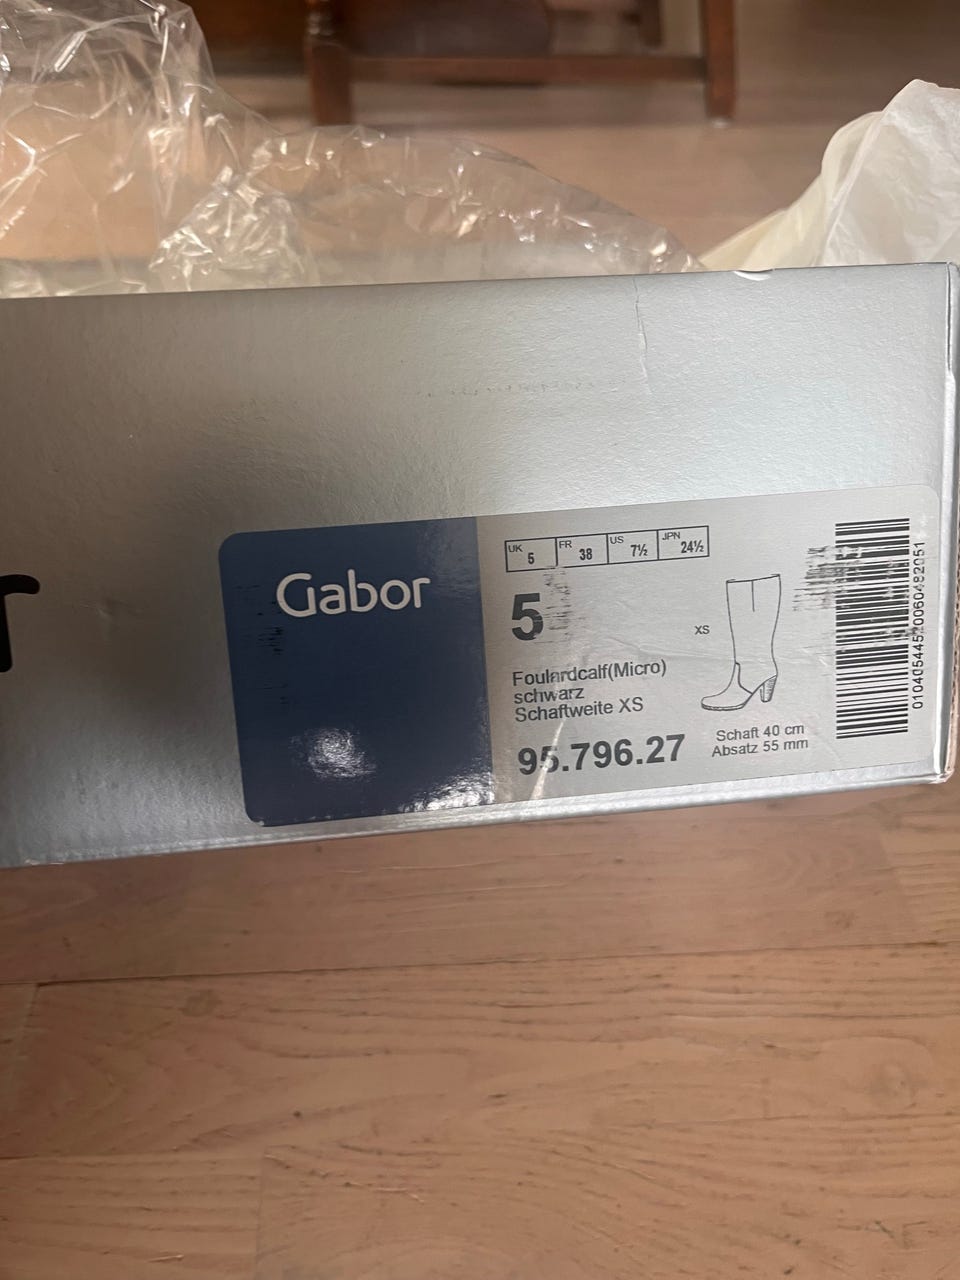 Gabor
UK 5 FR 38 US 7½ JPN 24½
5
XS
Foulardcalf(Micro)
schwarz
Schaftweite XS
95.796.27
Schaft 40 cm
Absatz 55 mm